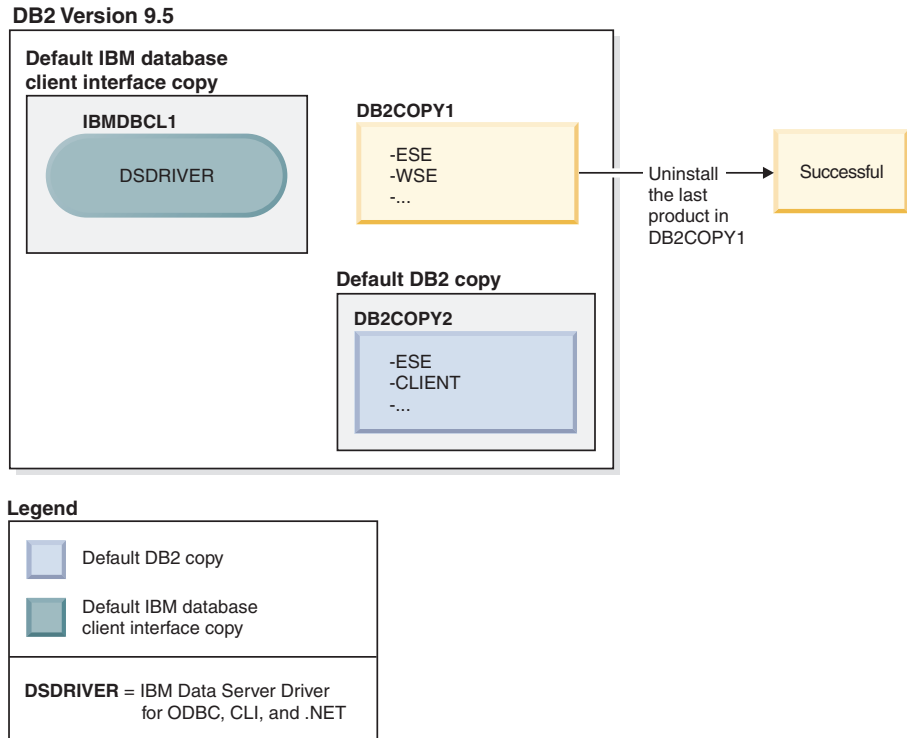 DB2 Version 9.5
Default IBM database
client interface copy
IBMDBCL1
DSDRIVER
DB2COPY1
-ESE
-WSE
-...
Uninstall
the last
product in
DB2COPY1
Successful
Default DB2 copy
DB2COPY2
-ESE
-CLIENT
-...
Legend
Default DB2 copy
Default IBM database
client interface copy
DSDRIVER = IBM Data Server Driver
for ODBC, CLI, and .NET